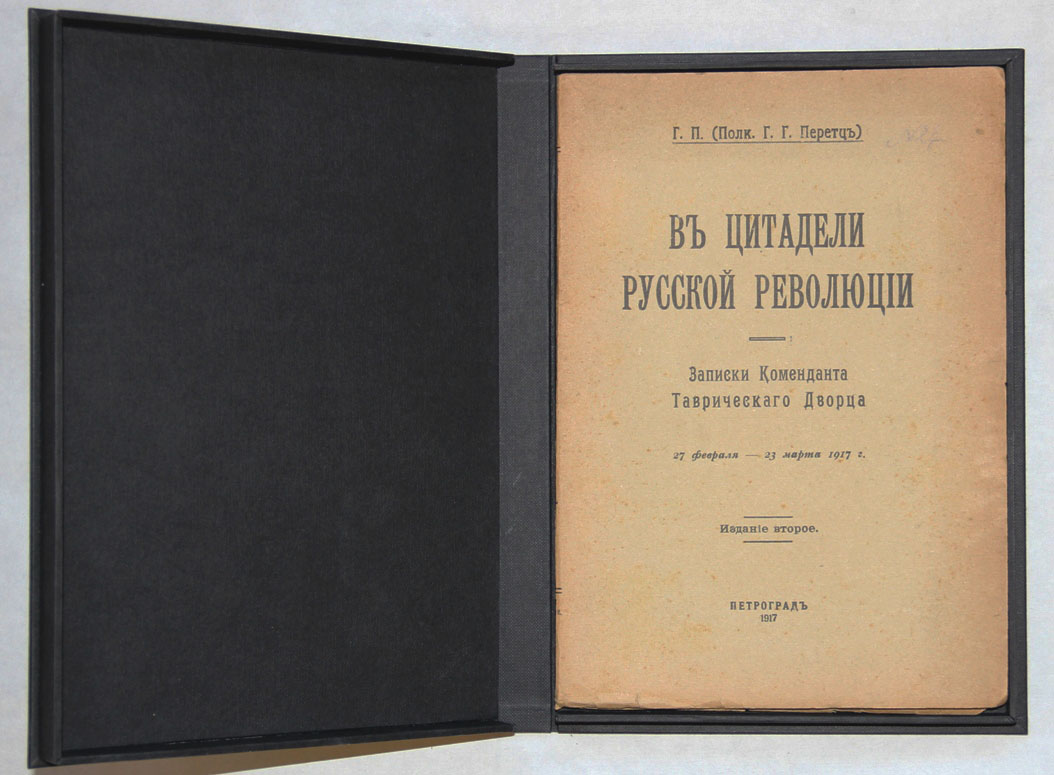 Г. П. (Полк. Г. Г. Перетцъ)
ВЪ ЦИТАДЕЛИ
РУССКОЙ РЕВОЛЮЦІИ
Записки Коменданта
Таврическаго Дворца
27 февраля — 23 марта 1917 г.
Изданіе второе.
ПЕТРОГРАДЪ
1917